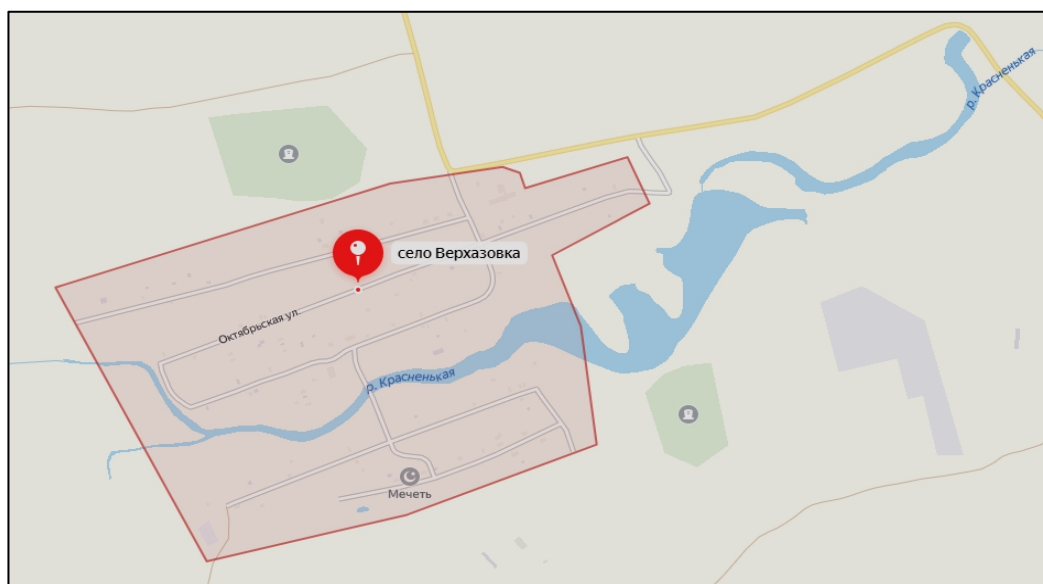 р. Красненькая
село Верхазовка
Октябрьская ул.
р. Красненькая
Мечеть